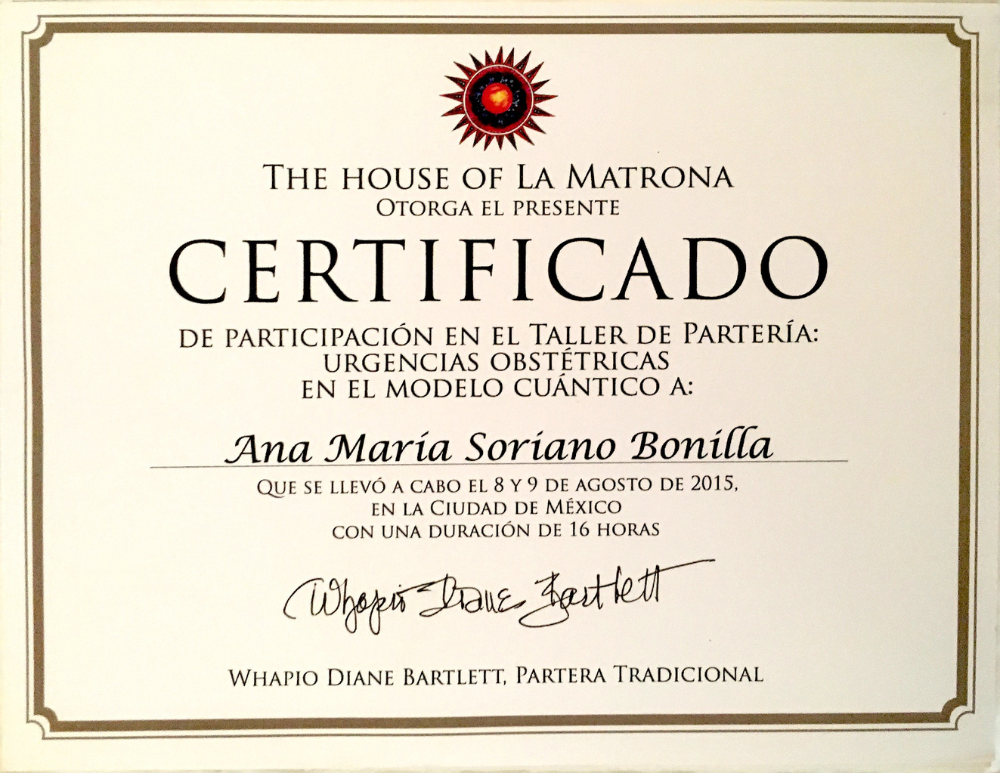 The House of La Matrona
Otorga el presente
CERTIFICADO
de participación en el Taller de Partería:
urgencias obstétricas
en el modelo cuántico a:
Ana María Soriano Bonilla
Que se llevó a cabo el 8 y 9 de agosto de 2015,
en la Ciudad de México
con una duración de 16 horas
Whapio Diane Bartlett
Whapio Diane Bartlett, Partera Tradicional